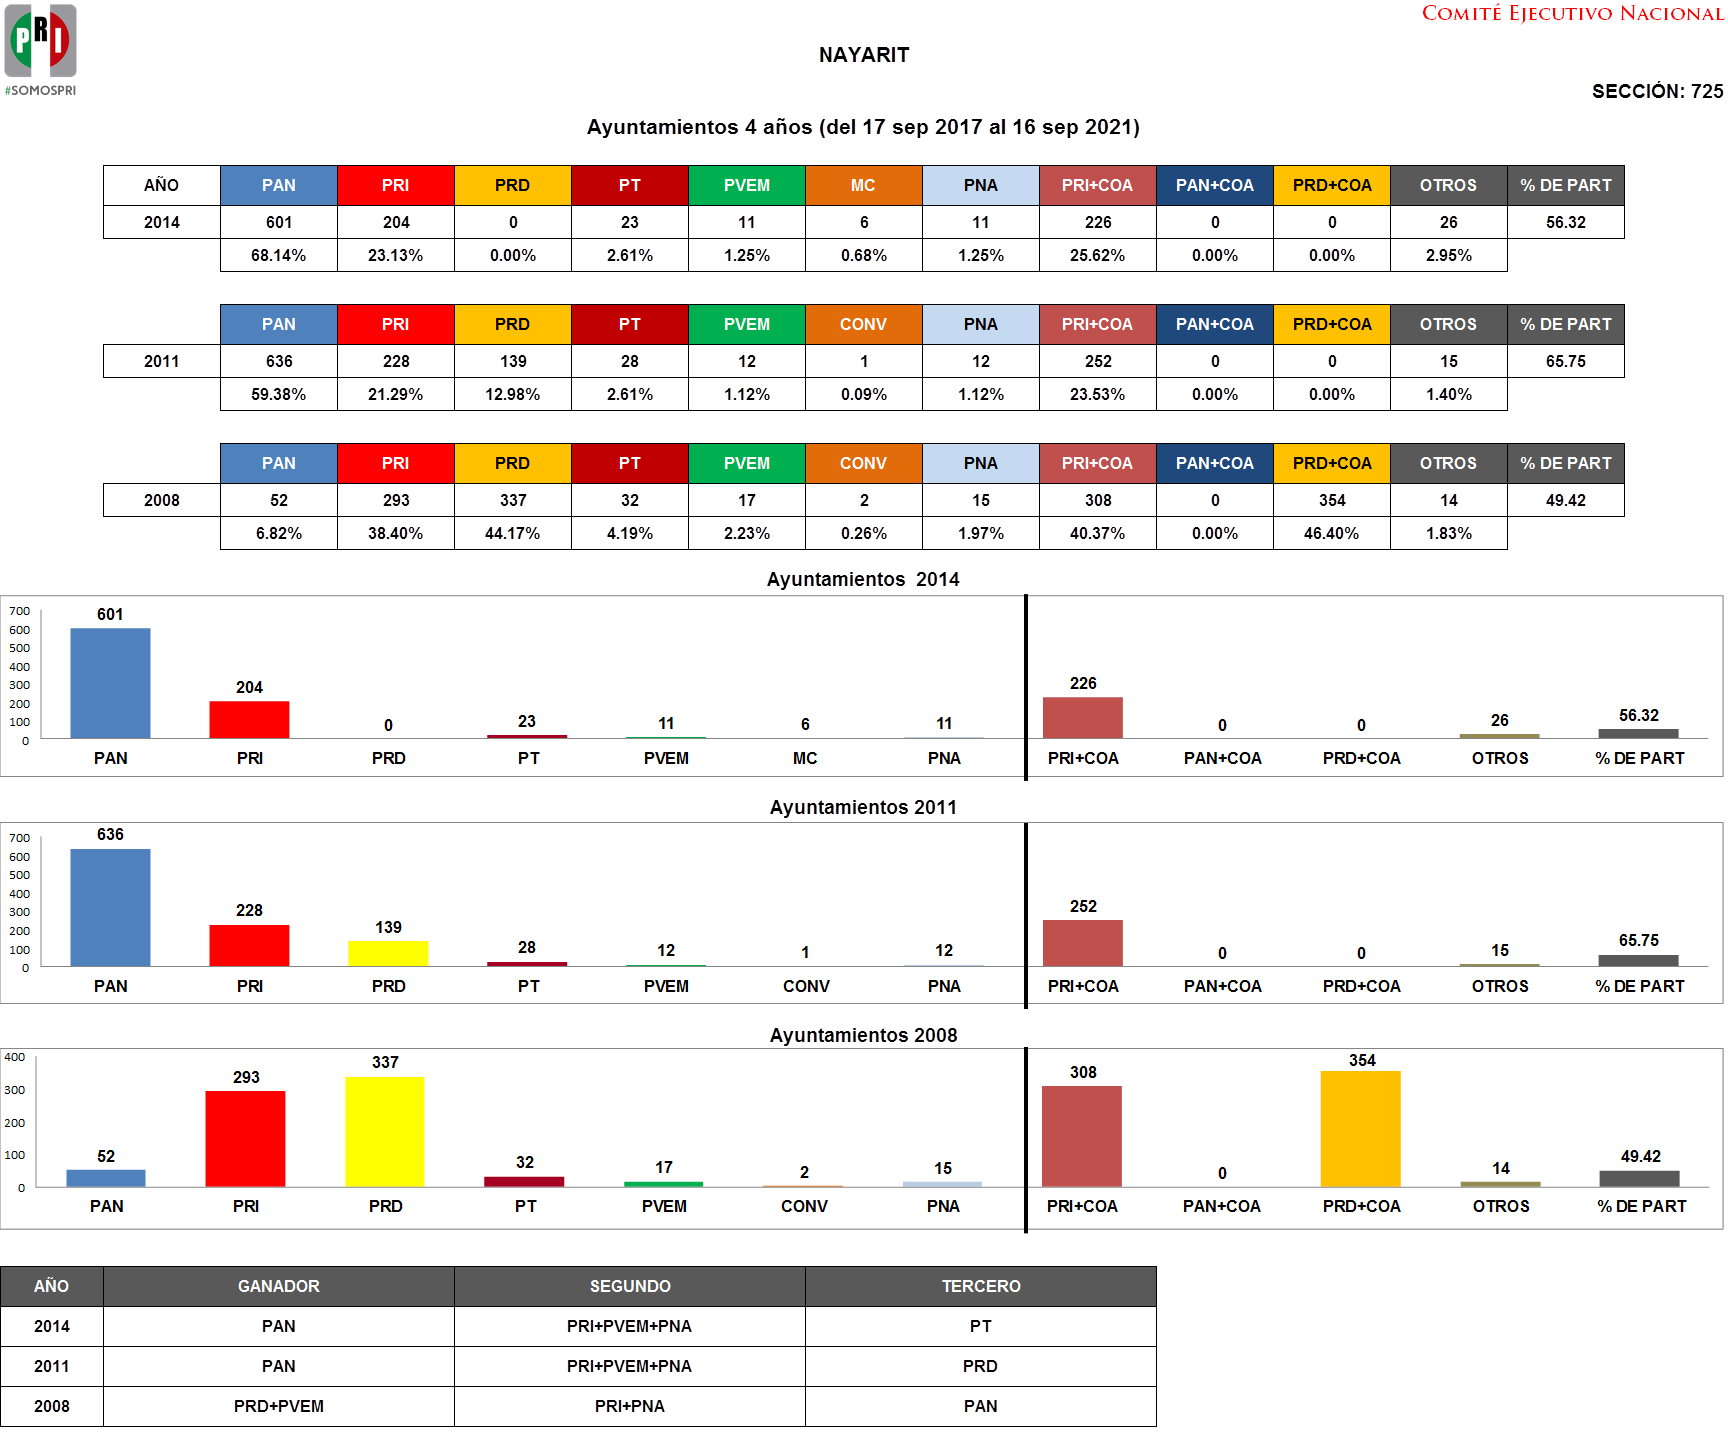 PRI
#SOMOSPRI
COMITÉ EJECUTIVO NACIONAL
NAYARIT
SECCIÓN: 725
Ayuntamientos 4 años (del 17 sep 2017 al 16 sep 2021)
AÑO PAN PRI PRD PT PVEM MC PNA PRI+COA PAN+COA PRD+COA OTROS % DE PART
2014 601 204 0 23 11 6 11 226 0 0 26 56.32
68.14% 23.13% 0.00% 2.61% 1.25% 0.68% 1.25% 25.62% 0.00% 0.00% 2.95%
PAN PRI PRD PT PVEM CONV PNA PRI+COA PAN+COA PRD+COA OTROS % DE PART
2011 636 228 139 28 12 1 12 252 0 0 15 65.75
59.38% 21.29% 12.98% 2.61% 1.12% 0.09% 1.12% 23.53% 0.00% 0.00% 1.40%
PAN PRI PRD PT PVEM CONV PNA PRI+COA PAN+COA PRD+COA OTROS % DE PART
2008 52 293 337 32 17 2 15 308 0 354 14 49.42
6.82% 38.40% 44.17% 4.19% 2.23% 0.26% 1.97% 40.37% 0.00% 46.40% 1.83%
Ayuntamientos 2014
700
600
500
400
300
200
100
0
601 204 0 23 11 6 11 226 0 0 26 56.32
PAN PRI PRD PT PVEM MC PNA PRI+COA PAN+COA PRD+COA OTROS % DE PART
Ayuntamientos 2011
700
600
500
400
300
200
100
0
636 228 139 28 12 1 12 252 0 0 15 65.75
PAN PRI PRD PT PVEM CONV PNA PRI+COA PAN+COA PRD+COA OTROS % DE PART
Ayuntamientos 2008
400
300
200
100
0
52 293 337 32 17 2 15 308 0 354 14 49.42
PAN PRI PRD PT PVEM CONV PNA PRI+COA PAN+COA PRD+COA OTROS % DE PART
AÑO GANADOR SEGUNDO TERCERO
2014 PAN PRI+PVEM+PNA PT
2011 PAN PRI+PVEM+PNA PRD
2008 PRD+PVEM PRI+PNA PAN